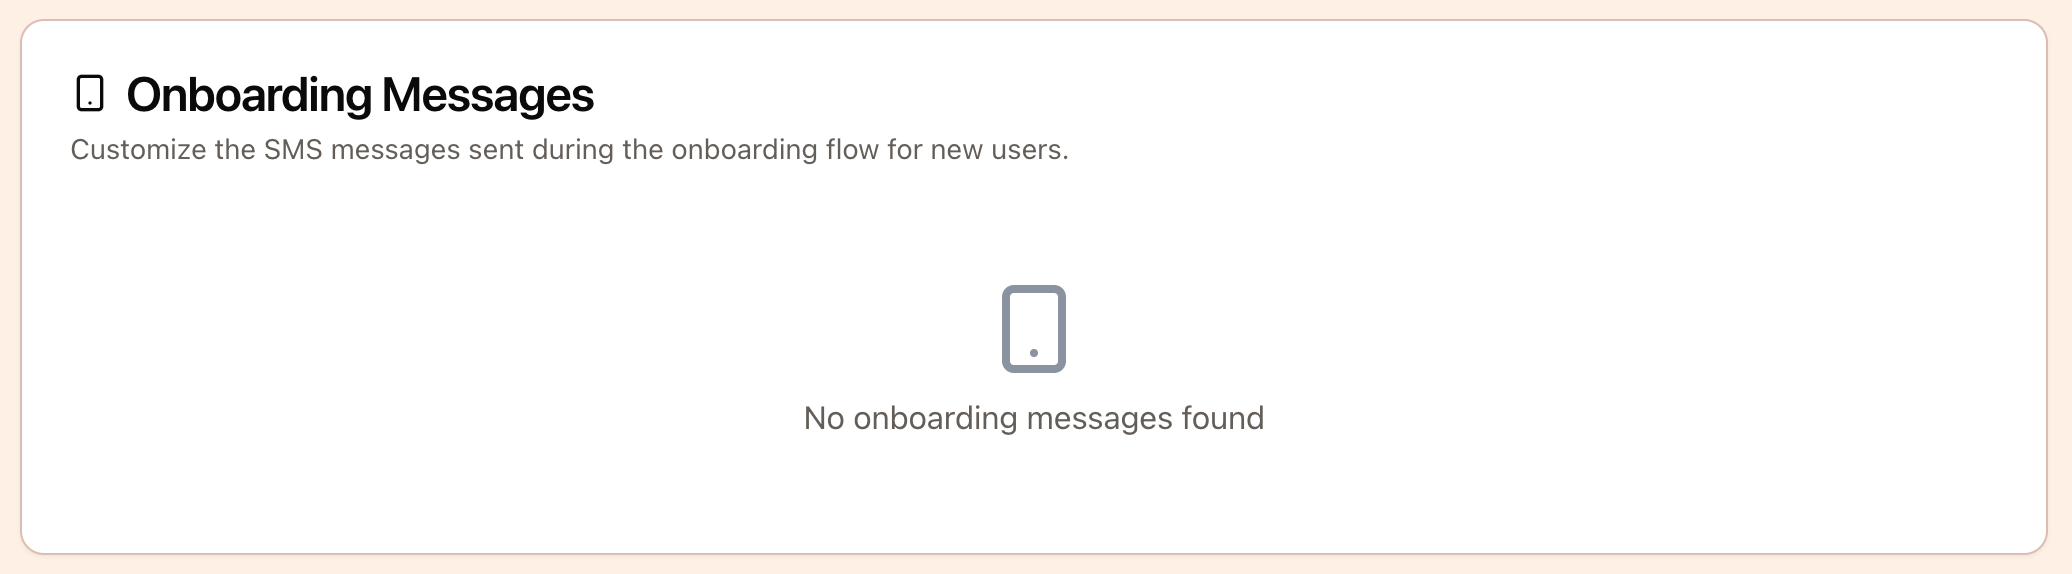 Onboarding Messages
Customize the SMS messages sent during the onboarding flow for new users.
No onboarding messages found